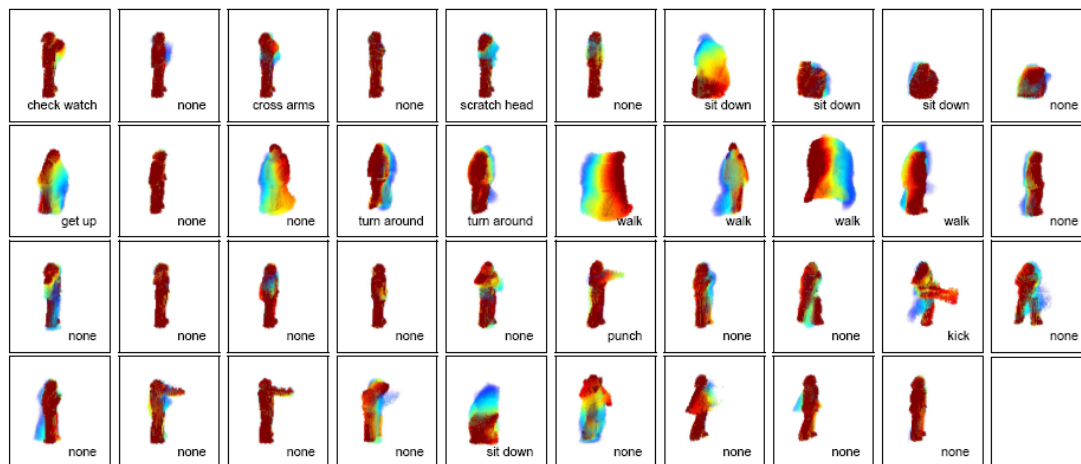 check watch
none
cross arms
none
scratch head
none
sit down
sit down
sit down
none
get up
none
none
turn around
turn around
walk
walk
walk
walk
none
none
none
none
none
none
punch
none
none
kick
none
none
none
none
none
sit down
none
none
none
none